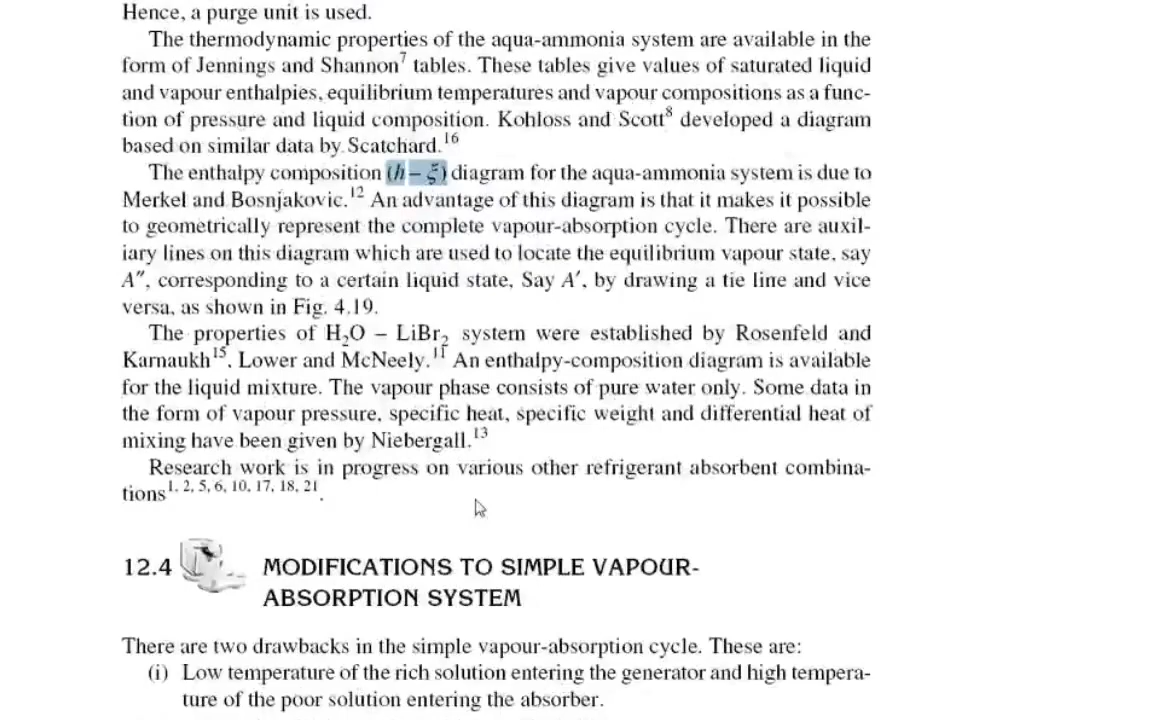 Hence, a purge unit is used.
The thermodynamic properties of the aqua-ammonia system are available in the
form of Jennings and Shannon⁷ tables. These tables give values of saturated liquid
and vapour enthalpies, equilibrium temperatures and vapour compositions as a func-
tion of pressure and liquid composition. Kohloss and Scott⁸ developed a diagram
based on similar data by Scatchard.¹⁶
The enthalpy composition (h – ξ) diagram for the aqua-ammonia system is due to
Merkel and Bosnjakovic.¹² An advantage of this diagram is that it makes it possible
to geometrically represent the complete vapour-absorption cycle. There are auxil-
iary lines on this diagram which are used to locate the equilibrium vapour state, say
A″, corresponding to a certain liquid state, Say A′, by drawing a tie line and vice
versa, as shown in Fig. 4.19.
The properties of H₂O – LiBr₂ system were established by Rosenfeld and
Karnaukh¹⁵, Lower and McNeely.¹¹ An enthalpy-composition diagram is available
for the liquid mixture. The vapour phase consists of pure water only. Some data in
the form of vapour pressure, specific heat, specific weight and differential heat of
mixing have been given by Niebergall.¹³
Research work is in progress on various other refrigerant absorbent combina-
tions¹, ², ⁵, ⁶, ¹⁰, ¹⁷, ¹⁸, ²¹.
12.4 MODIFICATIONS TO SIMPLE VAPOUR-
ABSORPTION SYSTEM
There are two drawbacks in the simple vapour-absorption cycle. These are:
(i) Low temperature of the rich solution entering the generator and high tempera-
ture of the poor solution entering the absorber.